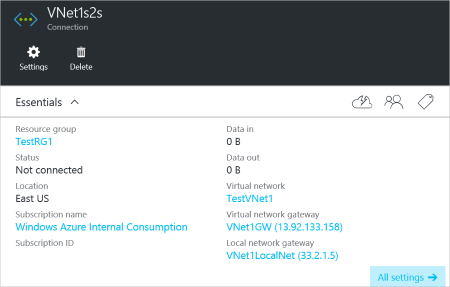 VNet1s2s
Connection
Settings
Delete
Essentials
Resource group
TestRG1
Status
Not connected
Location
East US
Subscription name
Windows Azure Internal Consumption
Subscription ID
Data in
0 B
Data out
0 B
Virtual network
TestVNet1
Virtual network gateway
VNet1GW (13.92.133.158)
Local network gateway
VNet1LocalNet (33.2.1.5)
All settings →